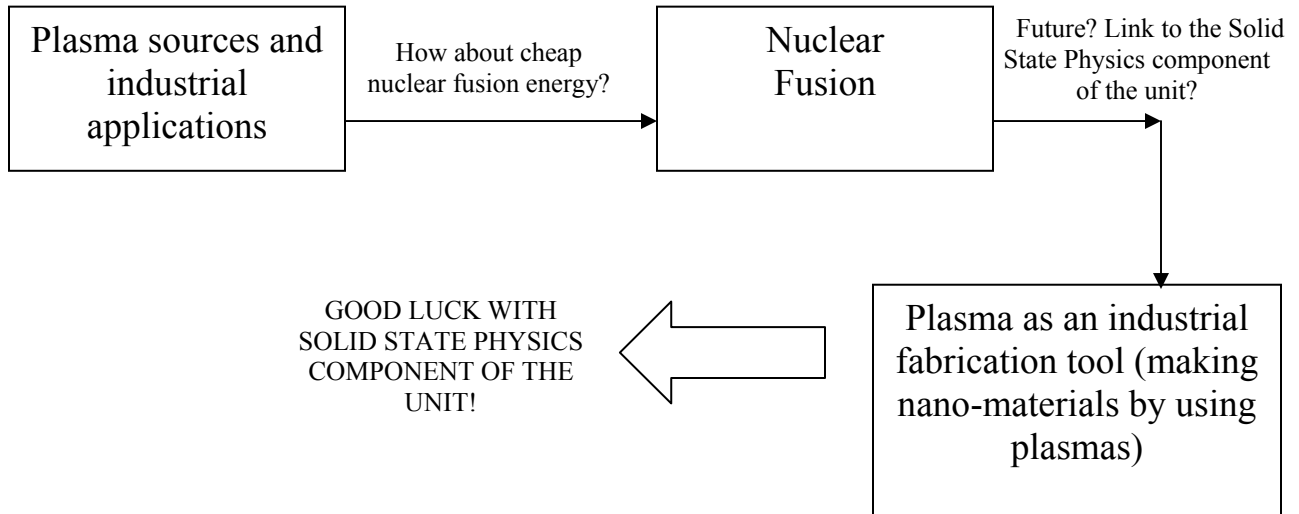 Plasma sources and
industrial
applications
How about cheap
nuclear fusion energy?
Nuclear
Fusion
Future? Link to the Solid
State Physics component
of the unit?
GOOD LUCK WITH
SOLID STATE PHYSICS
COMPONENT OF THE
UNIT!
Plasma as an industrial
fabrication tool (making
nano-materials by using
plasmas)